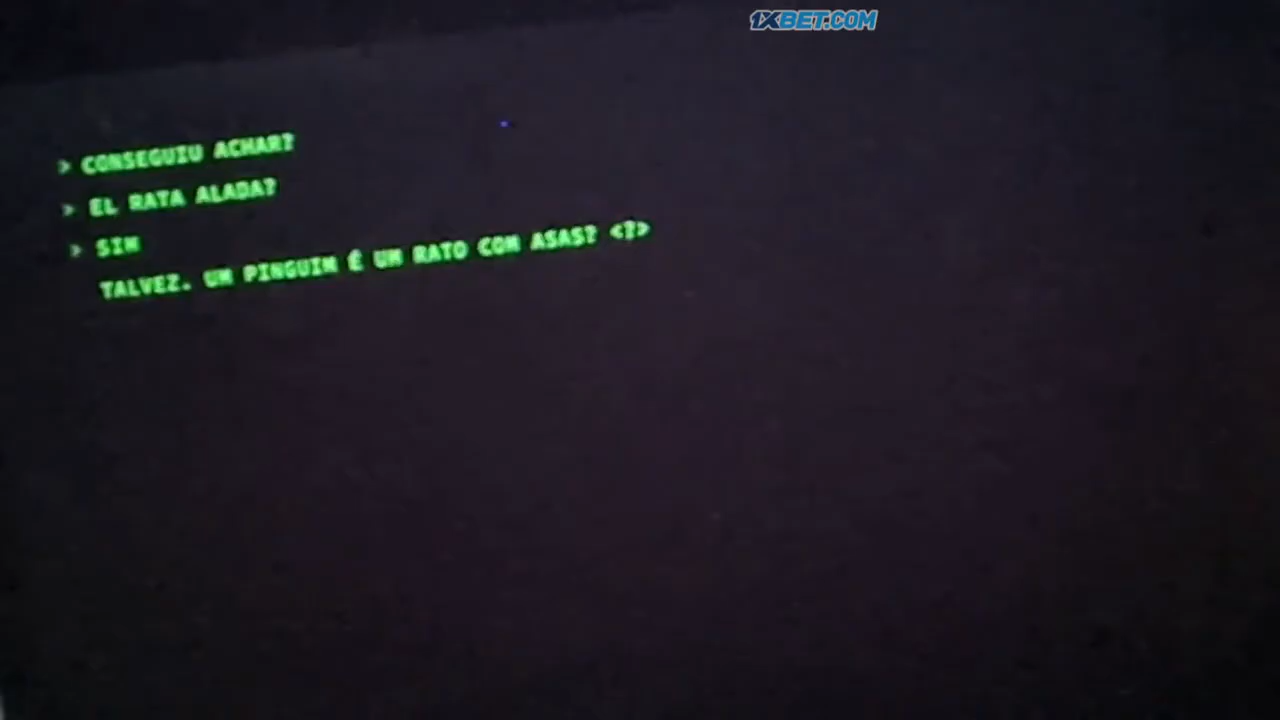 1XBET.COM
> CONSEGUIU ACHAR?
> EL RATA ALADA?
> SIM
TALVEZ. UM PINGUIM É UM RATO COM ASAS? <?>